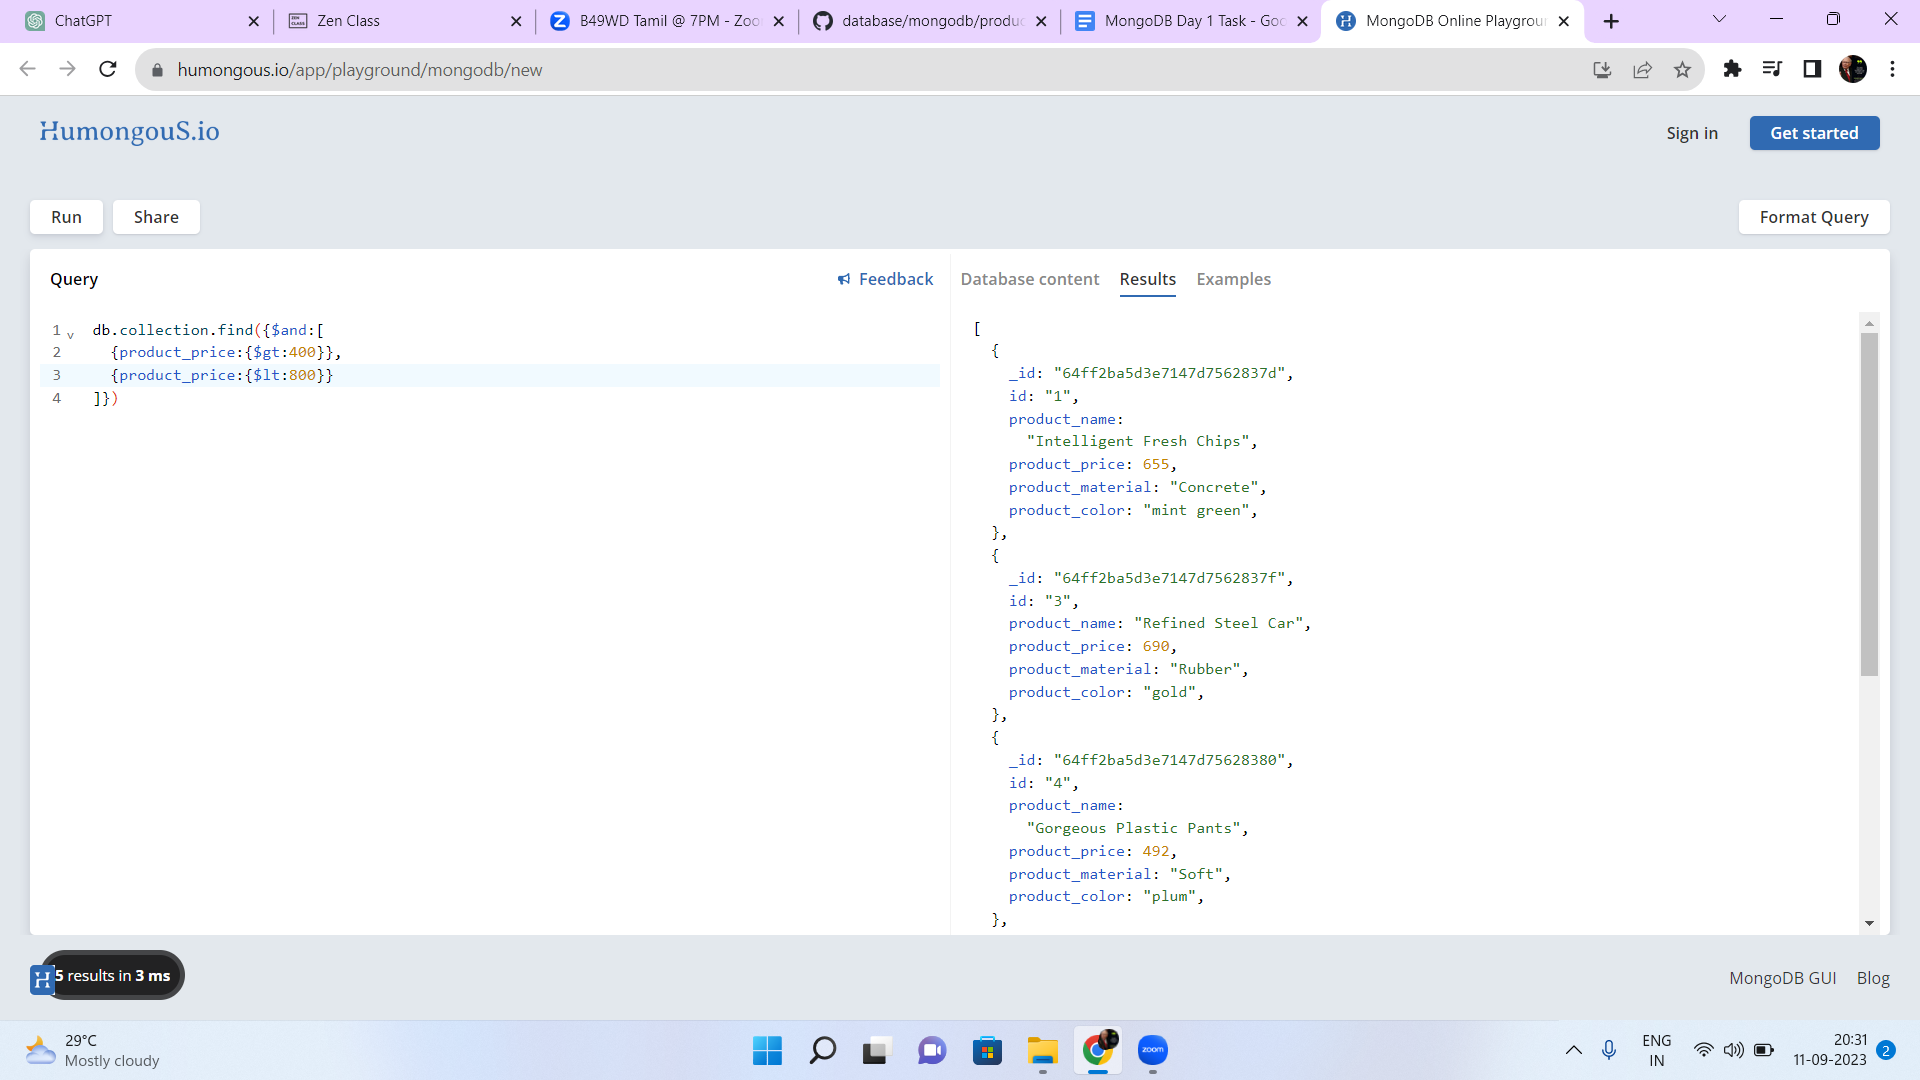 ChatGPT
Zen Class
B49WD Tamil @ 7PM - Zoo
database/mongodb/produc
MongoDB Day 1 Task - Goo
MongoDB Online Playgroun
humongous.io/app/playground/mongodb/new
HumongouS.io
Sign in
Get started
Run
Share
Format Query
Query
Feedback
Database content
Results
Examples
1 db.collection.find({$and:[
2 {product_price:{$gt:400}},
3 {product_price:{$lt:800}}
4 ]})
[
{
_id: "64ff2ba5d3e7147d7562837d",
id: "1",
product_name:
"Intelligent Fresh Chips",
product_price: 655,
product_material: "Concrete",
product_color: "mint green",
},
{
_id: "64ff2ba5d3e7147d7562837f",
id: "3",
product_name: "Refined Steel Car",
product_price: 690,
product_material: "Rubber",
product_color: "gold",
},
{
_id: "64ff2ba5d3e7147d75628380",
id: "4",
product_name:
"Gorgeous Plastic Pants",
product_price: 492,
product_material: "Soft",
product_color: "plum",
},
H
5 results in 3 ms
MongoDB GUI
Blog
29°C
Mostly cloudy
zoom
ENG
IN
20:31
11-09-2023
2